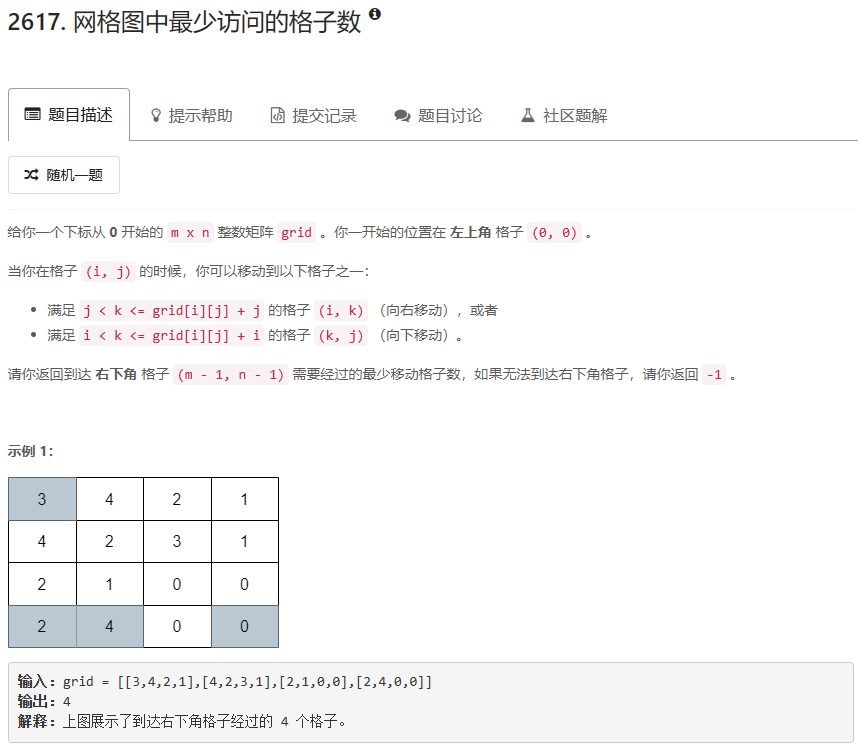 2617. 网格图中最少访问的格子数
题目描述 提示帮助 提交记录 题目讨论 社区题解
随机一题
给你一个下标从 0 开始的 m x n 整数矩阵 grid 。你一开始的位置在 左上角 格子 (0, 0) 。
当你在格子 (i, j) 的时候，你可以移动到以下格子之一：
满足 j < k <= grid[i][j] + j 的格子 (i, k) （向右移动），或者
满足 i < k <= grid[i][j] + i 的格子 (k, j) （向下移动）。
请你返回到达 右下角 格子 (m - 1, n - 1) 需要经过的最少移动格子数，如果无法到达右下角格子，请你返回 -1 。
示例 1：
3 4 2 1
4 2 3 1
2 1 0 0
2 4 0 0
输入：grid = [[3,4,2,1],[4,2,3,1],[2,1,0,0],[2,4,0,0]]
输出：4
解释：上图展示了到达右下角格子经过的 4 个格子。